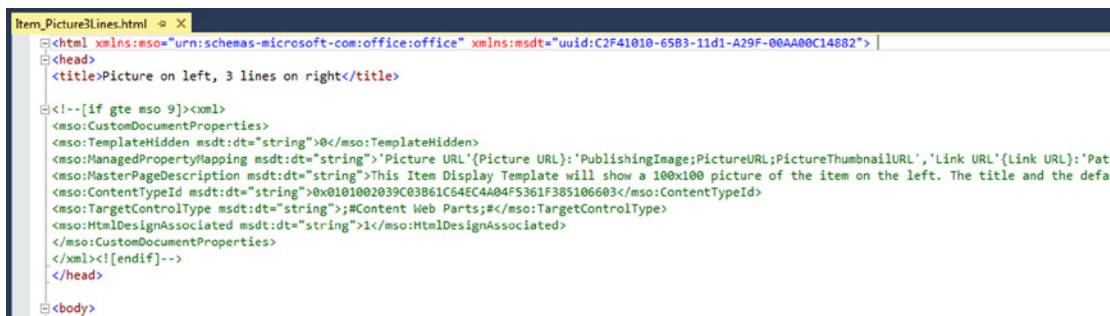 Item_Picture3Lines.html
<html xmlns:mso="urn:schemas-microsoft-com:office:office" xmlns:msdt="uuid:C2F41010-65B3-11d1-A29F-00AA00C14882">
<head>
<title>Picture on left, 3 lines on right</title>
<!--[if gte mso 9]><xml>
<mso:CustomDocumentProperties>
<mso:TemplateHidden msdt:dt="string">0</mso:TemplateHidden>
<mso:ManagedPropertyMapping msdt:dt="string">'Picture URL'{Picture URL}:'PublishingImage;PictureURL;PictureThumbnailURL','Link URL'{Link URL}:'Pat
<mso:MasterPageDescription msdt:dt="string">This Item Display Template will show a 100x100 picture of the item on the left. The title and the defa
<mso:ContentTypeId msdt:dt="string">0x0101002039C03B61C64EC4A04F5361F385106603</mso:ContentTypeId>
<mso:TargetControlType msdt:dt="string">;#Content Web Parts;#</mso:TargetControlType>
<mso:HtmlDesignAssociated msdt:dt="string">1</mso:HtmlDesignAssociated>
</mso:CustomDocumentProperties>
</xml><![endif]-->
</head>
<body>